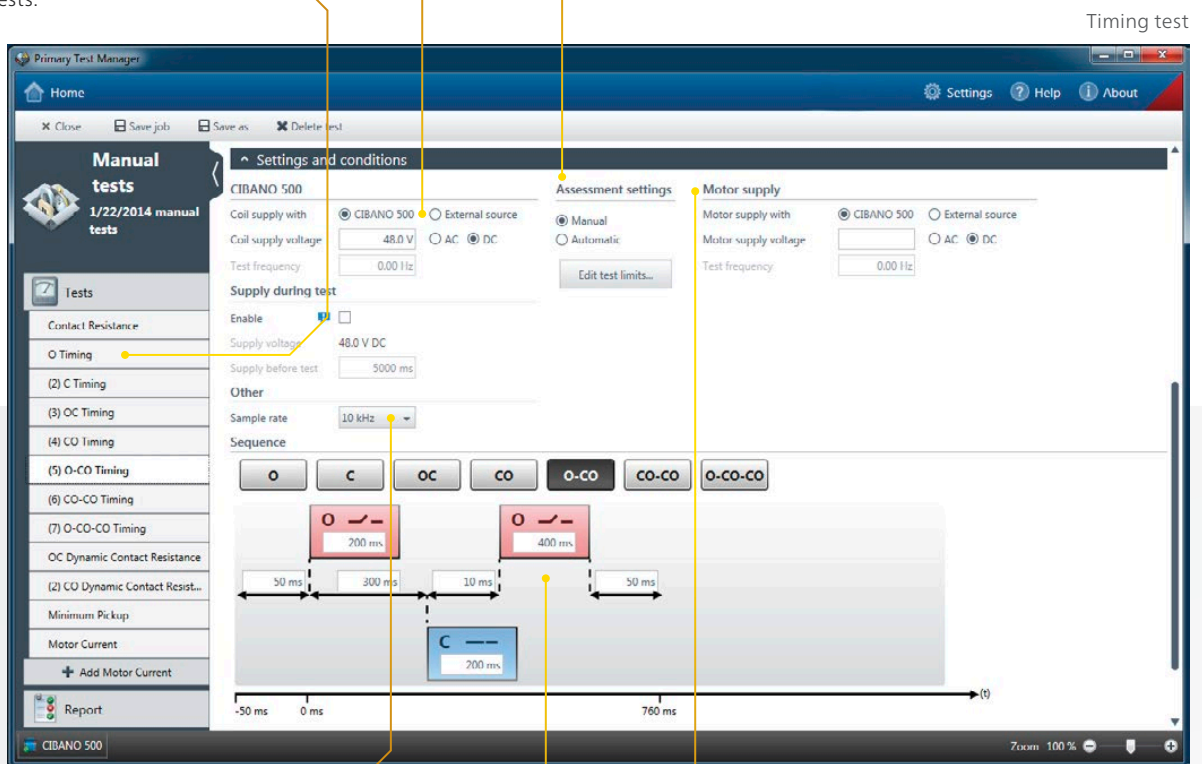 ests.
Timing test
Primary Test Manager
Home
Settings Help About
Close Save job Save as Delete test
Manual tests
1/22/2014 manual tests
Tests
Contact Resistance
O Timing
(2) C Timing
(3) OC Timing
(4) CO Timing
(5) O-CO Timing
(6) CO-CO Timing
(7) O-CO-CO Timing
OC Dynamic Contact Resistance
(2) CO Dynamic Contact Resist...
Minimum Pickup
Motor Current
Add Motor Current
Report
Settings and conditions
CIBANO 500
Coil supply with CIBANO 500 External source
Coil supply voltage 48.0 V AC DC
Test frequency 0.00 Hz
Supply during test
Enable
Supply voltage 48.0 V DC
Supply before test 5000 ms
Other
Sample rate 10 kHz
Assessment settings
Manual
Automatic
Edit test limits...
Motor supply
Motor supply with CIBANO 500 External source
Motor supply voltage AC DC
Test frequency 0.00 Hz
Sequence
O C OC CO O-CO CO-CO O-CO-CO
O O
200 ms 400 ms
50 ms 300 ms 10 ms 50 ms
C
200 ms
(t)
-50 ms 0 ms 760 ms
CIBANO 500
Zoom 100 %